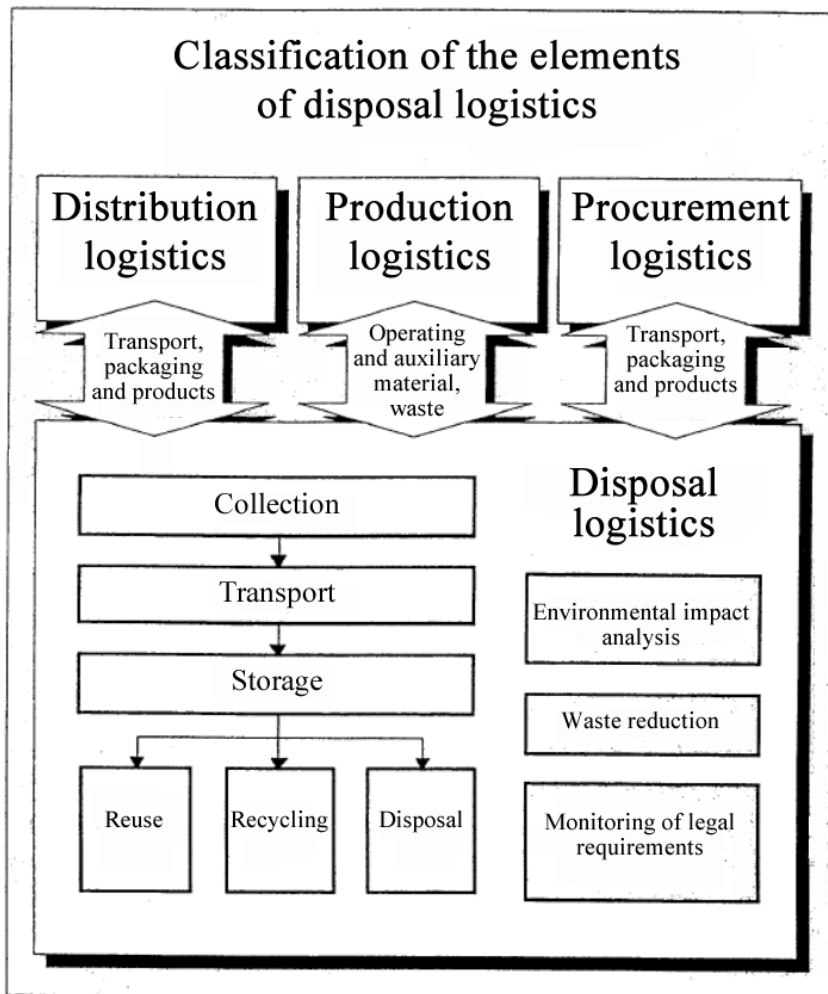 Classification of the elements
of disposal logistics
Distribution
logistics
Production
logistics
Procurement
logistics
Transport,
packaging
and products
Operating
and auxiliary
material,
waste
Transport,
packaging
and products
Disposal
logistics
Collection
Transport
Storage
Reuse
Recycling
Disposal
Environmental impact
analysis
Waste reduction
Monitoring of legal
requirements